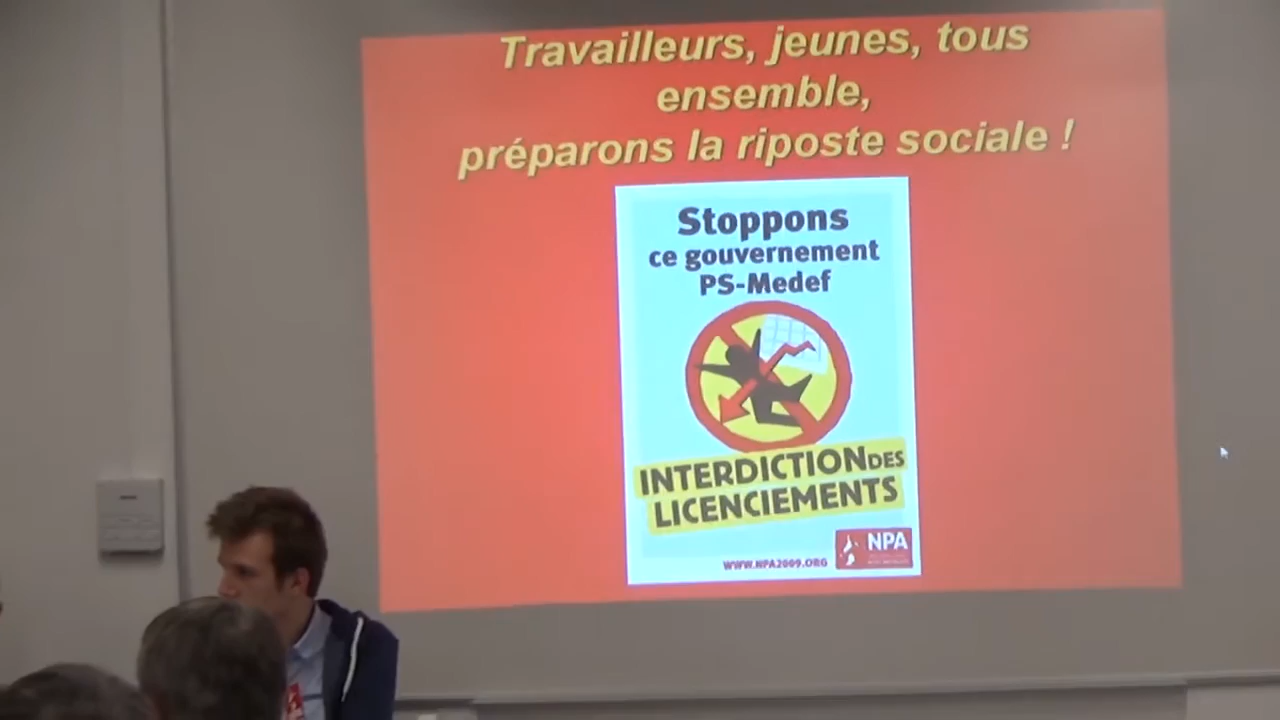 Travailleurs, jeunes, tous
ensemble,
préparons la riposte sociale !
Stoppons
ce gouvernement
PS-Medef
INTERDICTION DES
LICENCIEMENTS
WWW.NPA2009.ORG
NPA